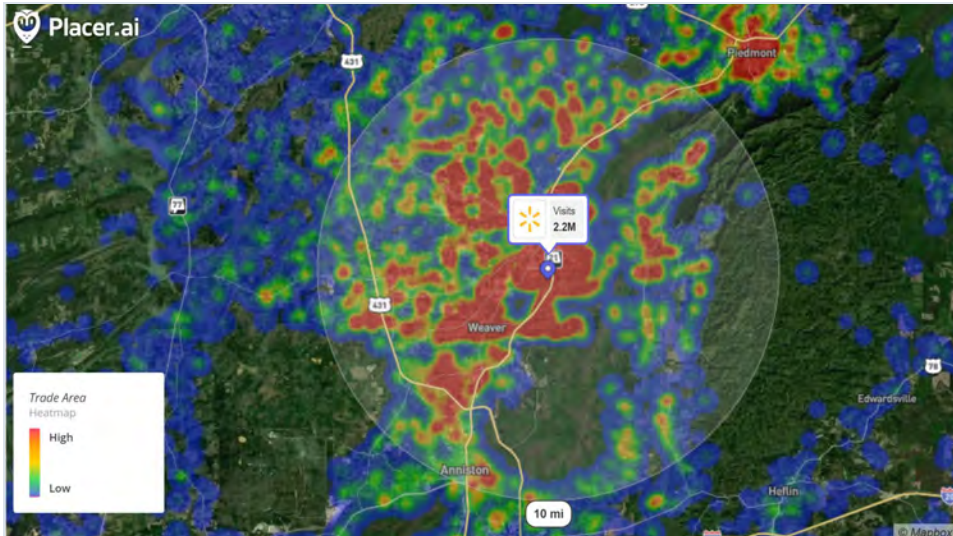 Placer.ai
431
Piedmont
77
Visits
2.2M
431
Weaver
78
Trade Area
Heatmap
High
Low
Edwardsville
Anniston
Heflin
10 mi
© Mapbox